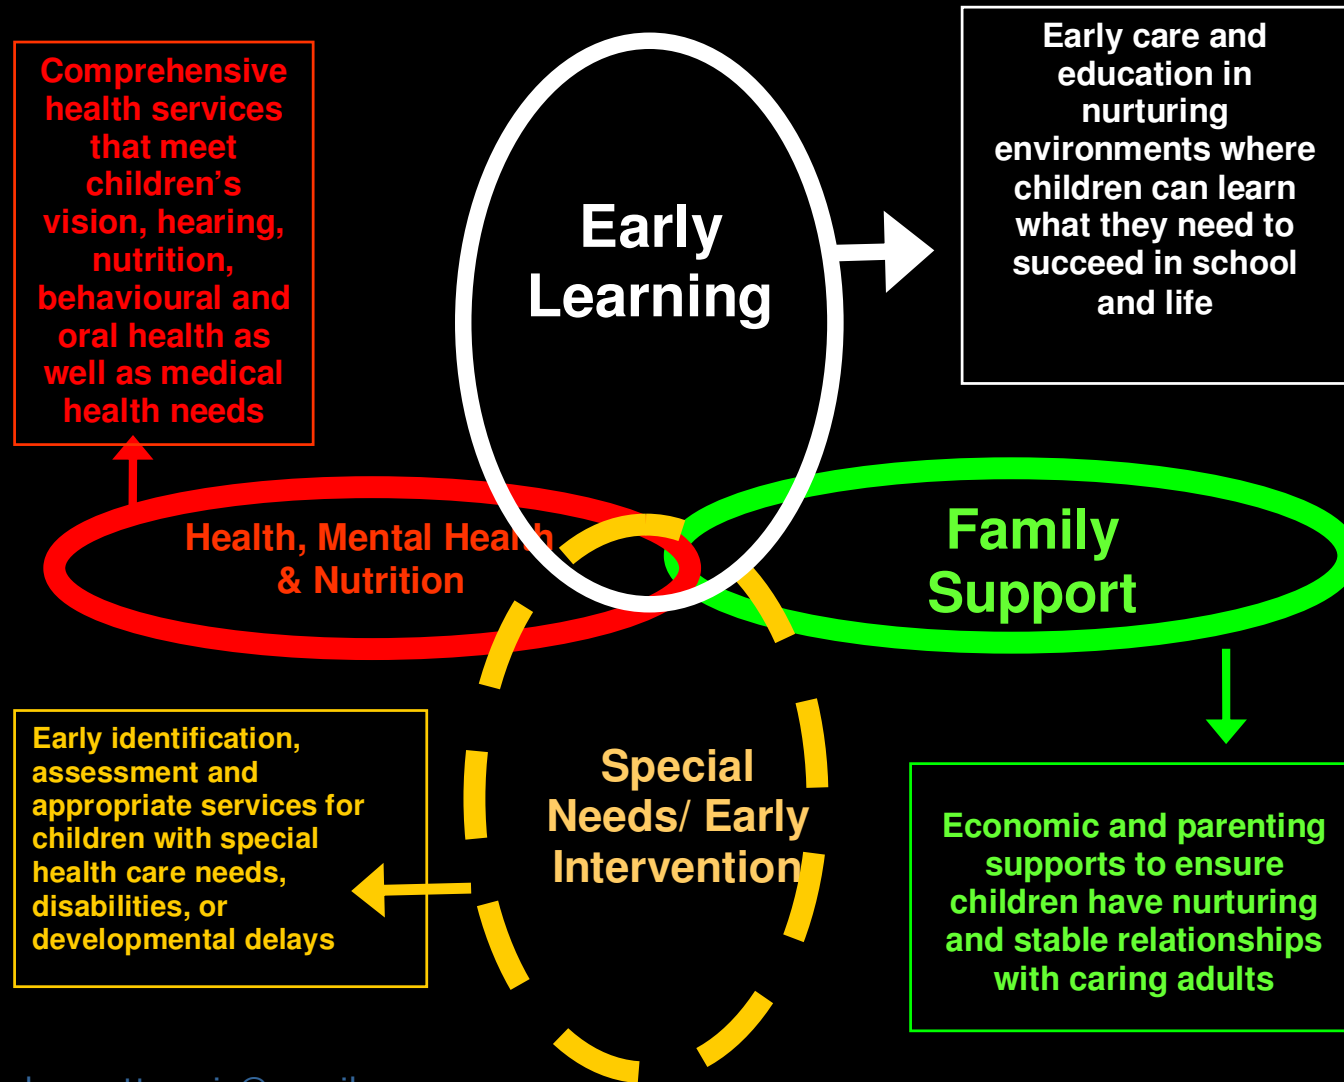 Comprehensive
health services
that meet
children’s
vision, hearing,
nutrition,
behavioural and
oral health as
well as medical
health needs
Early
Learning
Early care and
education in
nurturing
environments where
children can learn
what they need to
succeed in school
and life
Health, Mental Health
& Nutrition
Family
Support
Early identification,
assessment and
appropriate services for
children with special
health care needs,
disabilities, or
developmental delays
Special
Needs/ Early
Intervention
Economic and parenting
supports to ensure
children have nurturing
and stable relationships
with caring adults